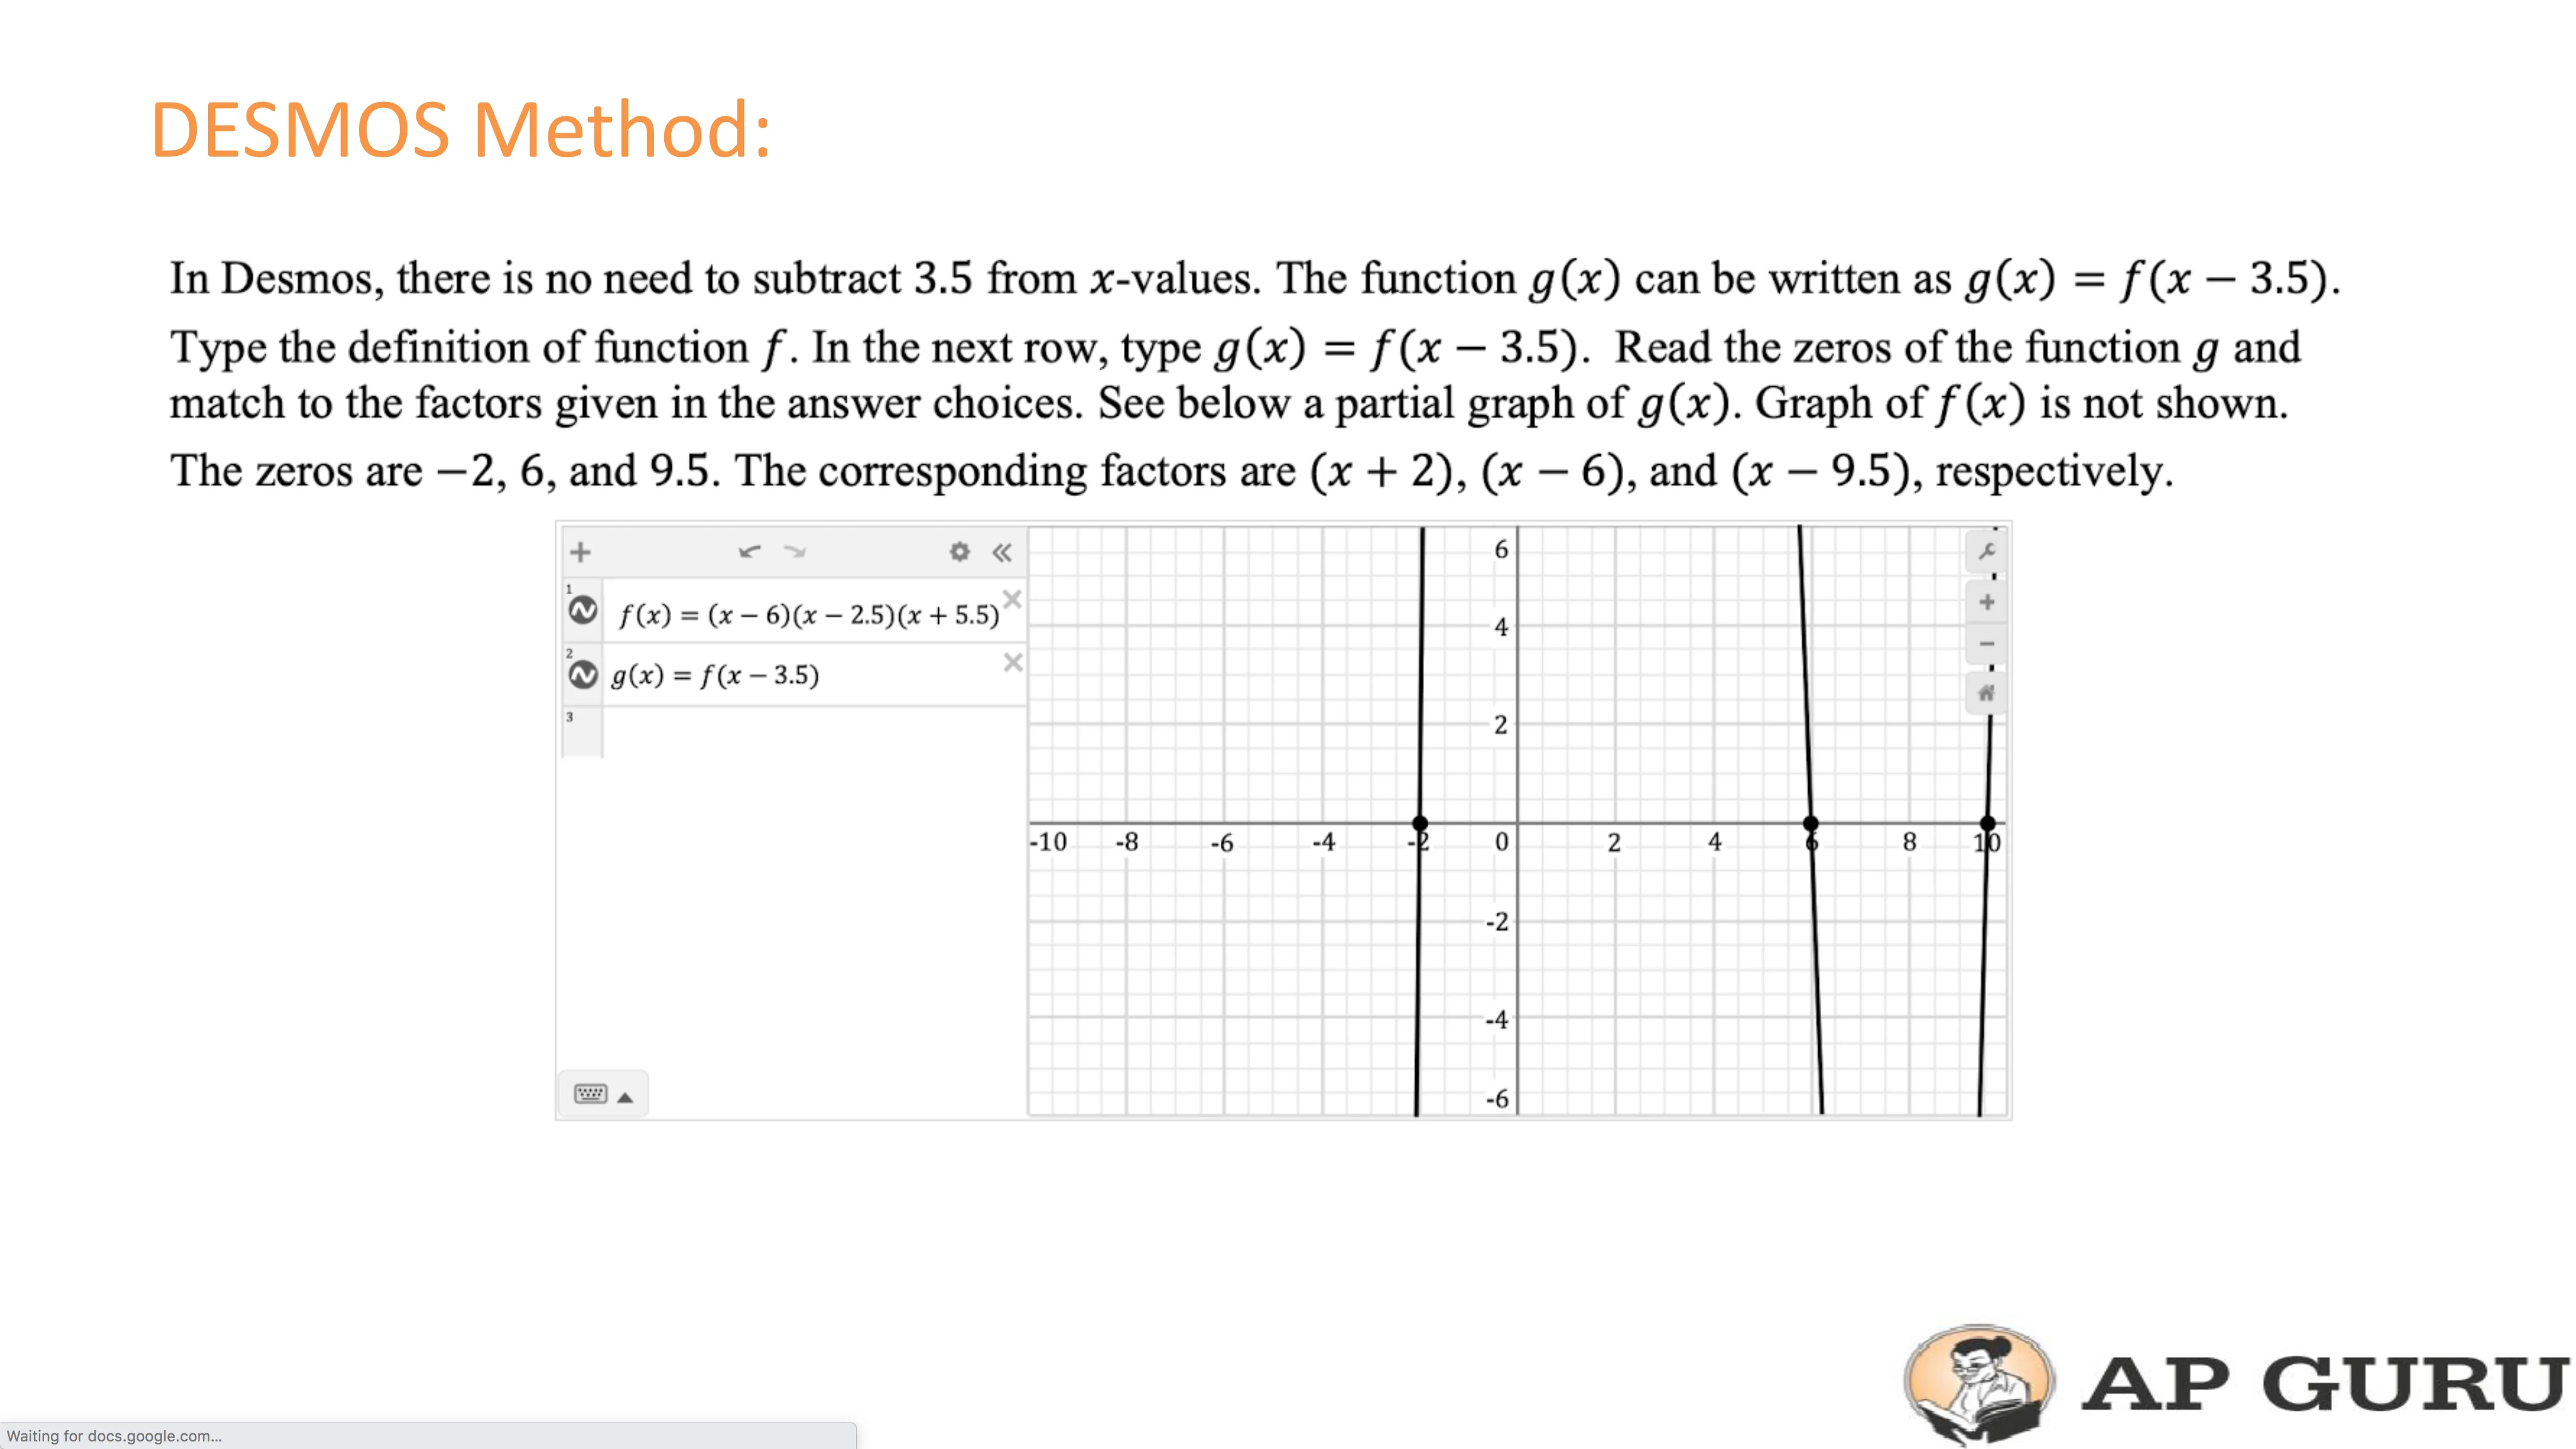 DESMOS Method:
In Desmos, there is no need to subtract 3.5 from x-values. The function g(x) can be written as g(x) = f(x − 3.5).
Type the definition of function f. In the next row, type g(x) = f(x − 3.5). Read the zeros of the function g and
match to the factors given in the answer choices. See below a partial graph of g(x). Graph of f(x) is not shown.
The zeros are −2, 6, and 9.5. The corresponding factors are (x + 2), (x − 6), and (x − 9.5), respectively.
1
f(x) = (x − 6)(x − 2.5)(x + 5.5)
2
g(x) = f(x − 3.5)
3
6
4
2
-10 -8 -6 -4 -2 0 2 4 6 8 10
-2
-4
-6
AP GURU
Waiting for docs.google.com...